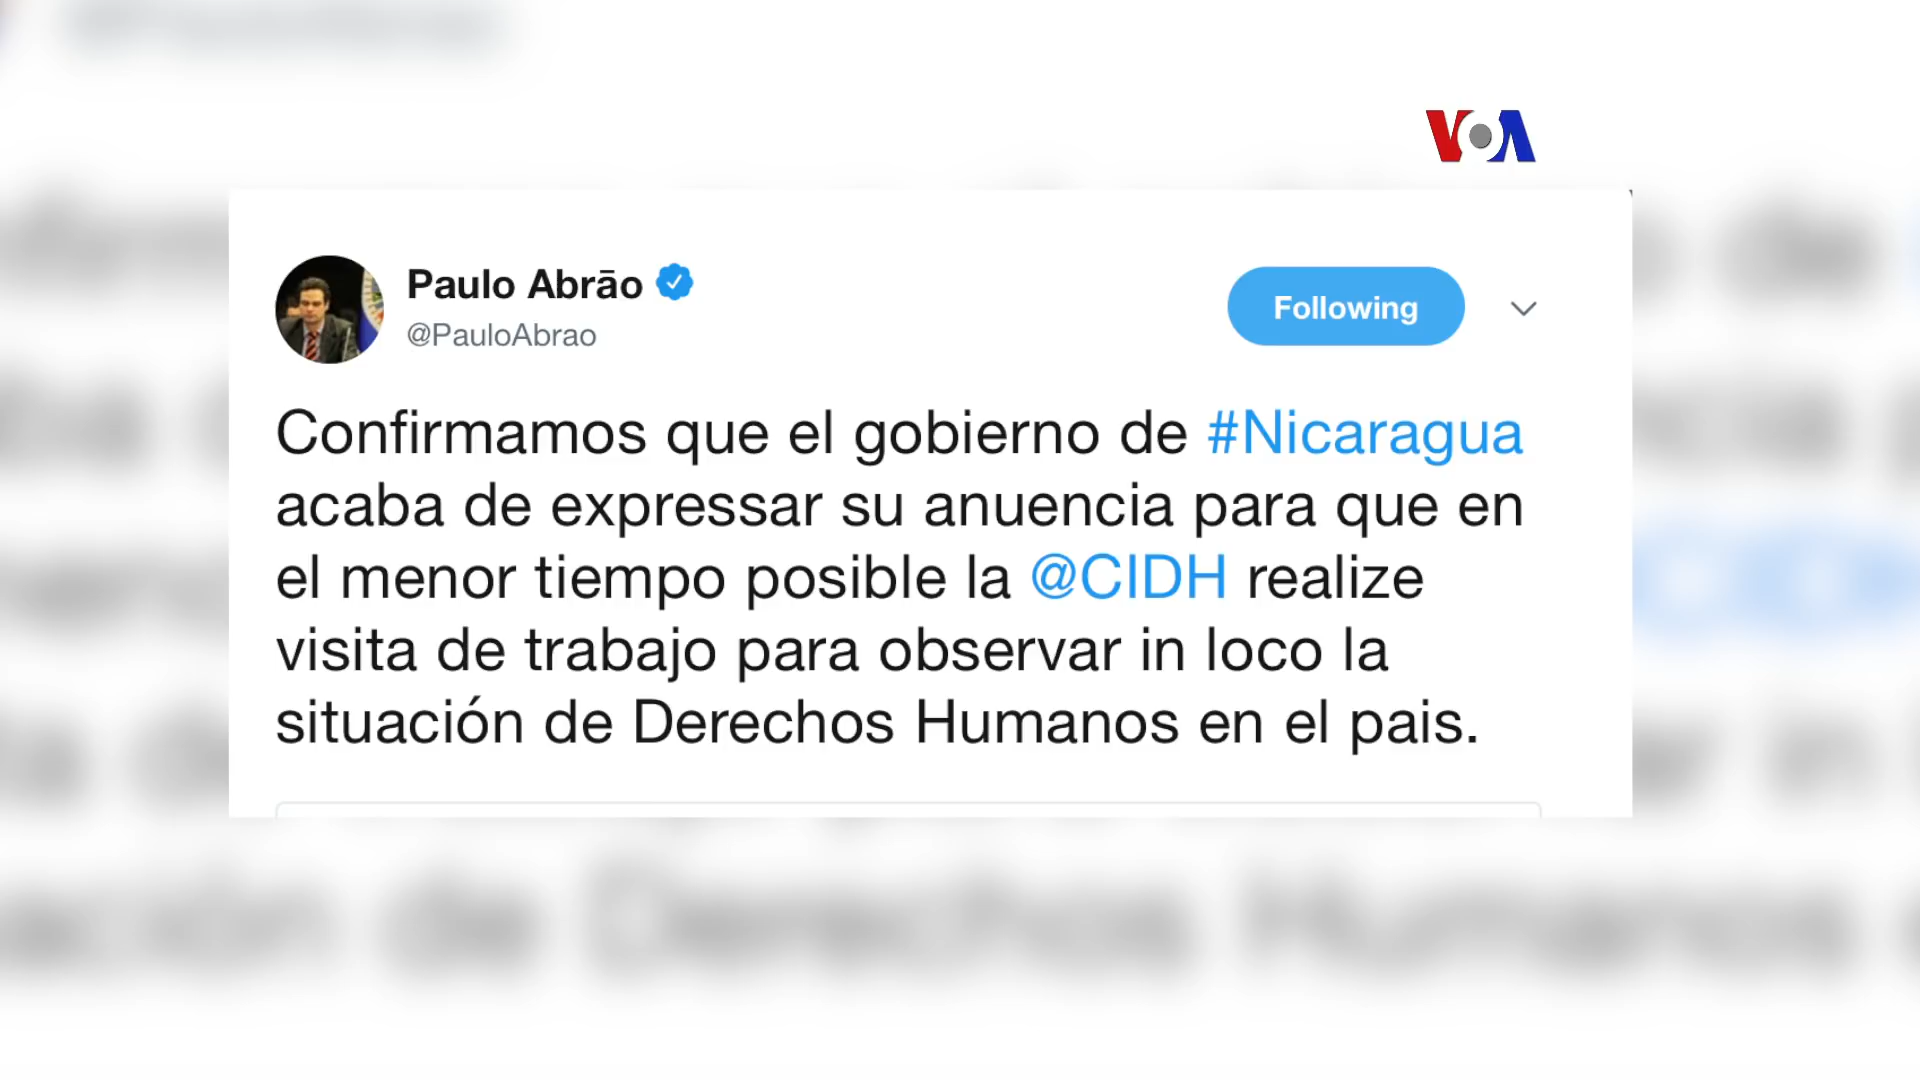 VOA
Paulo Abrão
@PauloAbrao
Following
Confirmamos que el gobierno de #Nicaragua
acaba de expressar su anuencia para que en
el menor tiempo posible la @CIDH realize
visita de trabajo para observar in loco la
situación de Derechos Humanos en el pais.